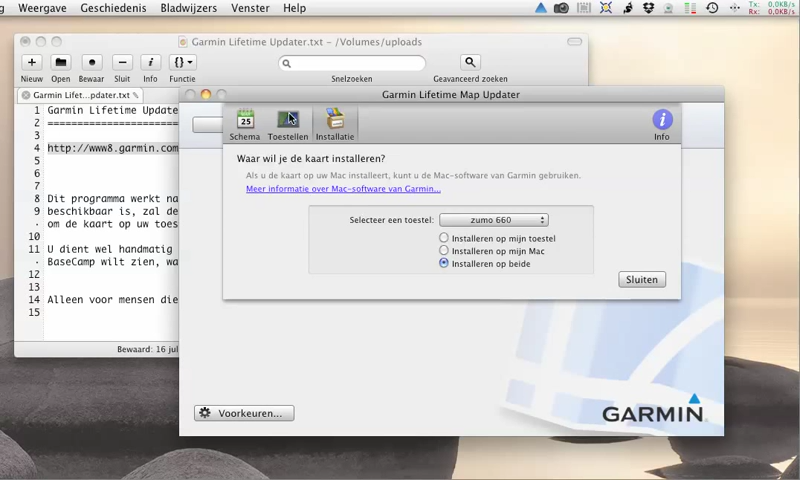 Weergave Geschiedenis Bladwijzers Venster Help
Tx: 0,0KB/s
Rx: 0,0KB/s
Garmin Lifetime Updater.txt – /Volumes/uploads
Nieuw Open Bewaar Sluit Info Functie Snelzoeken Geavanceerd zoeken
Garmin Lifet...pdater.txt
1 Garmin Lifetime Update
2 ======================
3
4 http://www8.garmin.com
5
6
7
8 Dit programma werkt na
9 beschikbaar is, zal de
· om de kaart op uw toes
10
11 U dient wel handmatig
12 BaseCamp wilt zien, wa
13
14 Alleen voor mensen die
15
Bewaard: 16 jul
Garmin Lifetime Map Updater
25
Schema Toestellen Installatie Info
Waar wil je de kaart installeren?
Als u de kaart op uw Mac installeert, kunt u de Mac-software van Garmin gebruiken.
Meer informatie over Mac-software van Garmin...
Selecteer een toestel: zumo 660
Installeren op mijn toestel
Installeren op mijn Mac
Installeren op beide
Sluiten
Voorkeuren...
GARMIN